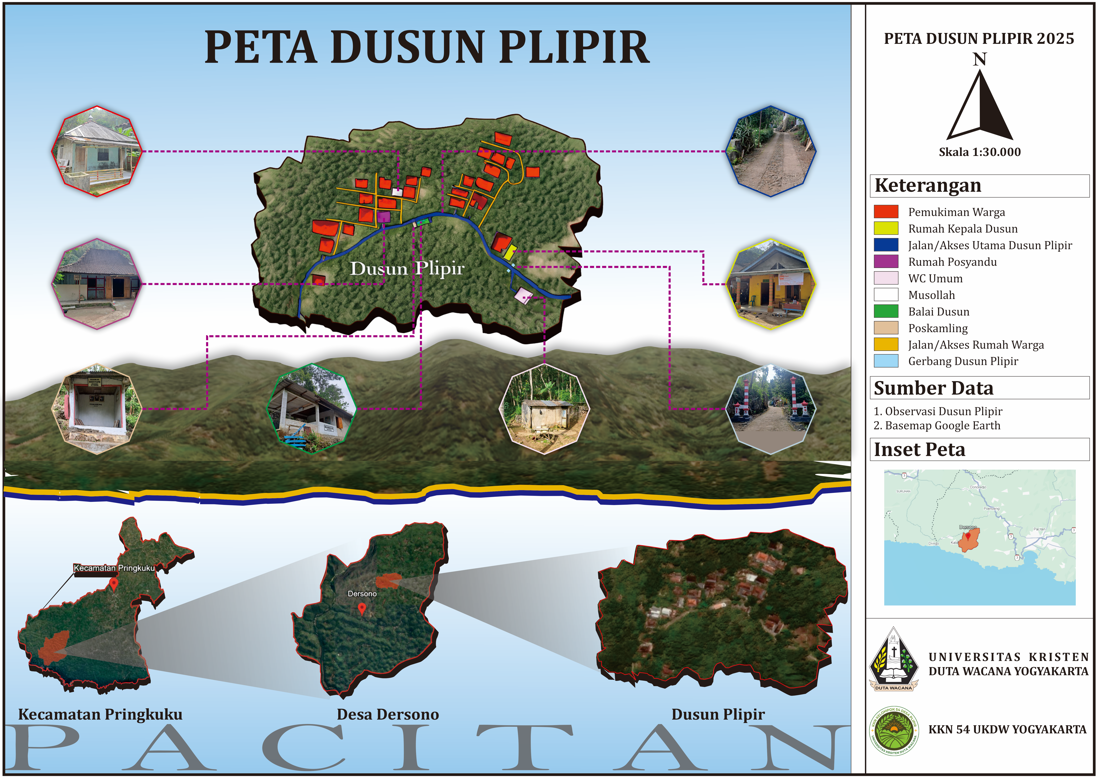 PETA DUSUN PLIPIR
Dusun Plipir
Kecamatan Pringkuku
Dersono
Kecamatan Pringkuku
Desa Dersono
Dusun Plipir
PACITAN
PETA DUSUN PLIPIR 2025
N
Skala 1:30.000
Keterangan
Pemukiman Warga
Rumah Kepala Dusun
Jalan/Akses Utama Dusun Plipir
Rumah Posyandu
WC Umum
Musollah
Balai Dusun
Poskamling
Jalan/Akses Rumah Warga
Gerbang Dusun Plipir
Sumber Data
1. Observasi Dusun Plipir
2. Basemap Google Earth
Inset Peta
DUTA WACANA
UNIVERSITAS KRISTEN
DUTA WACANA YOGYAKARTA
KKN 54 UKDW YOGYAKARTA